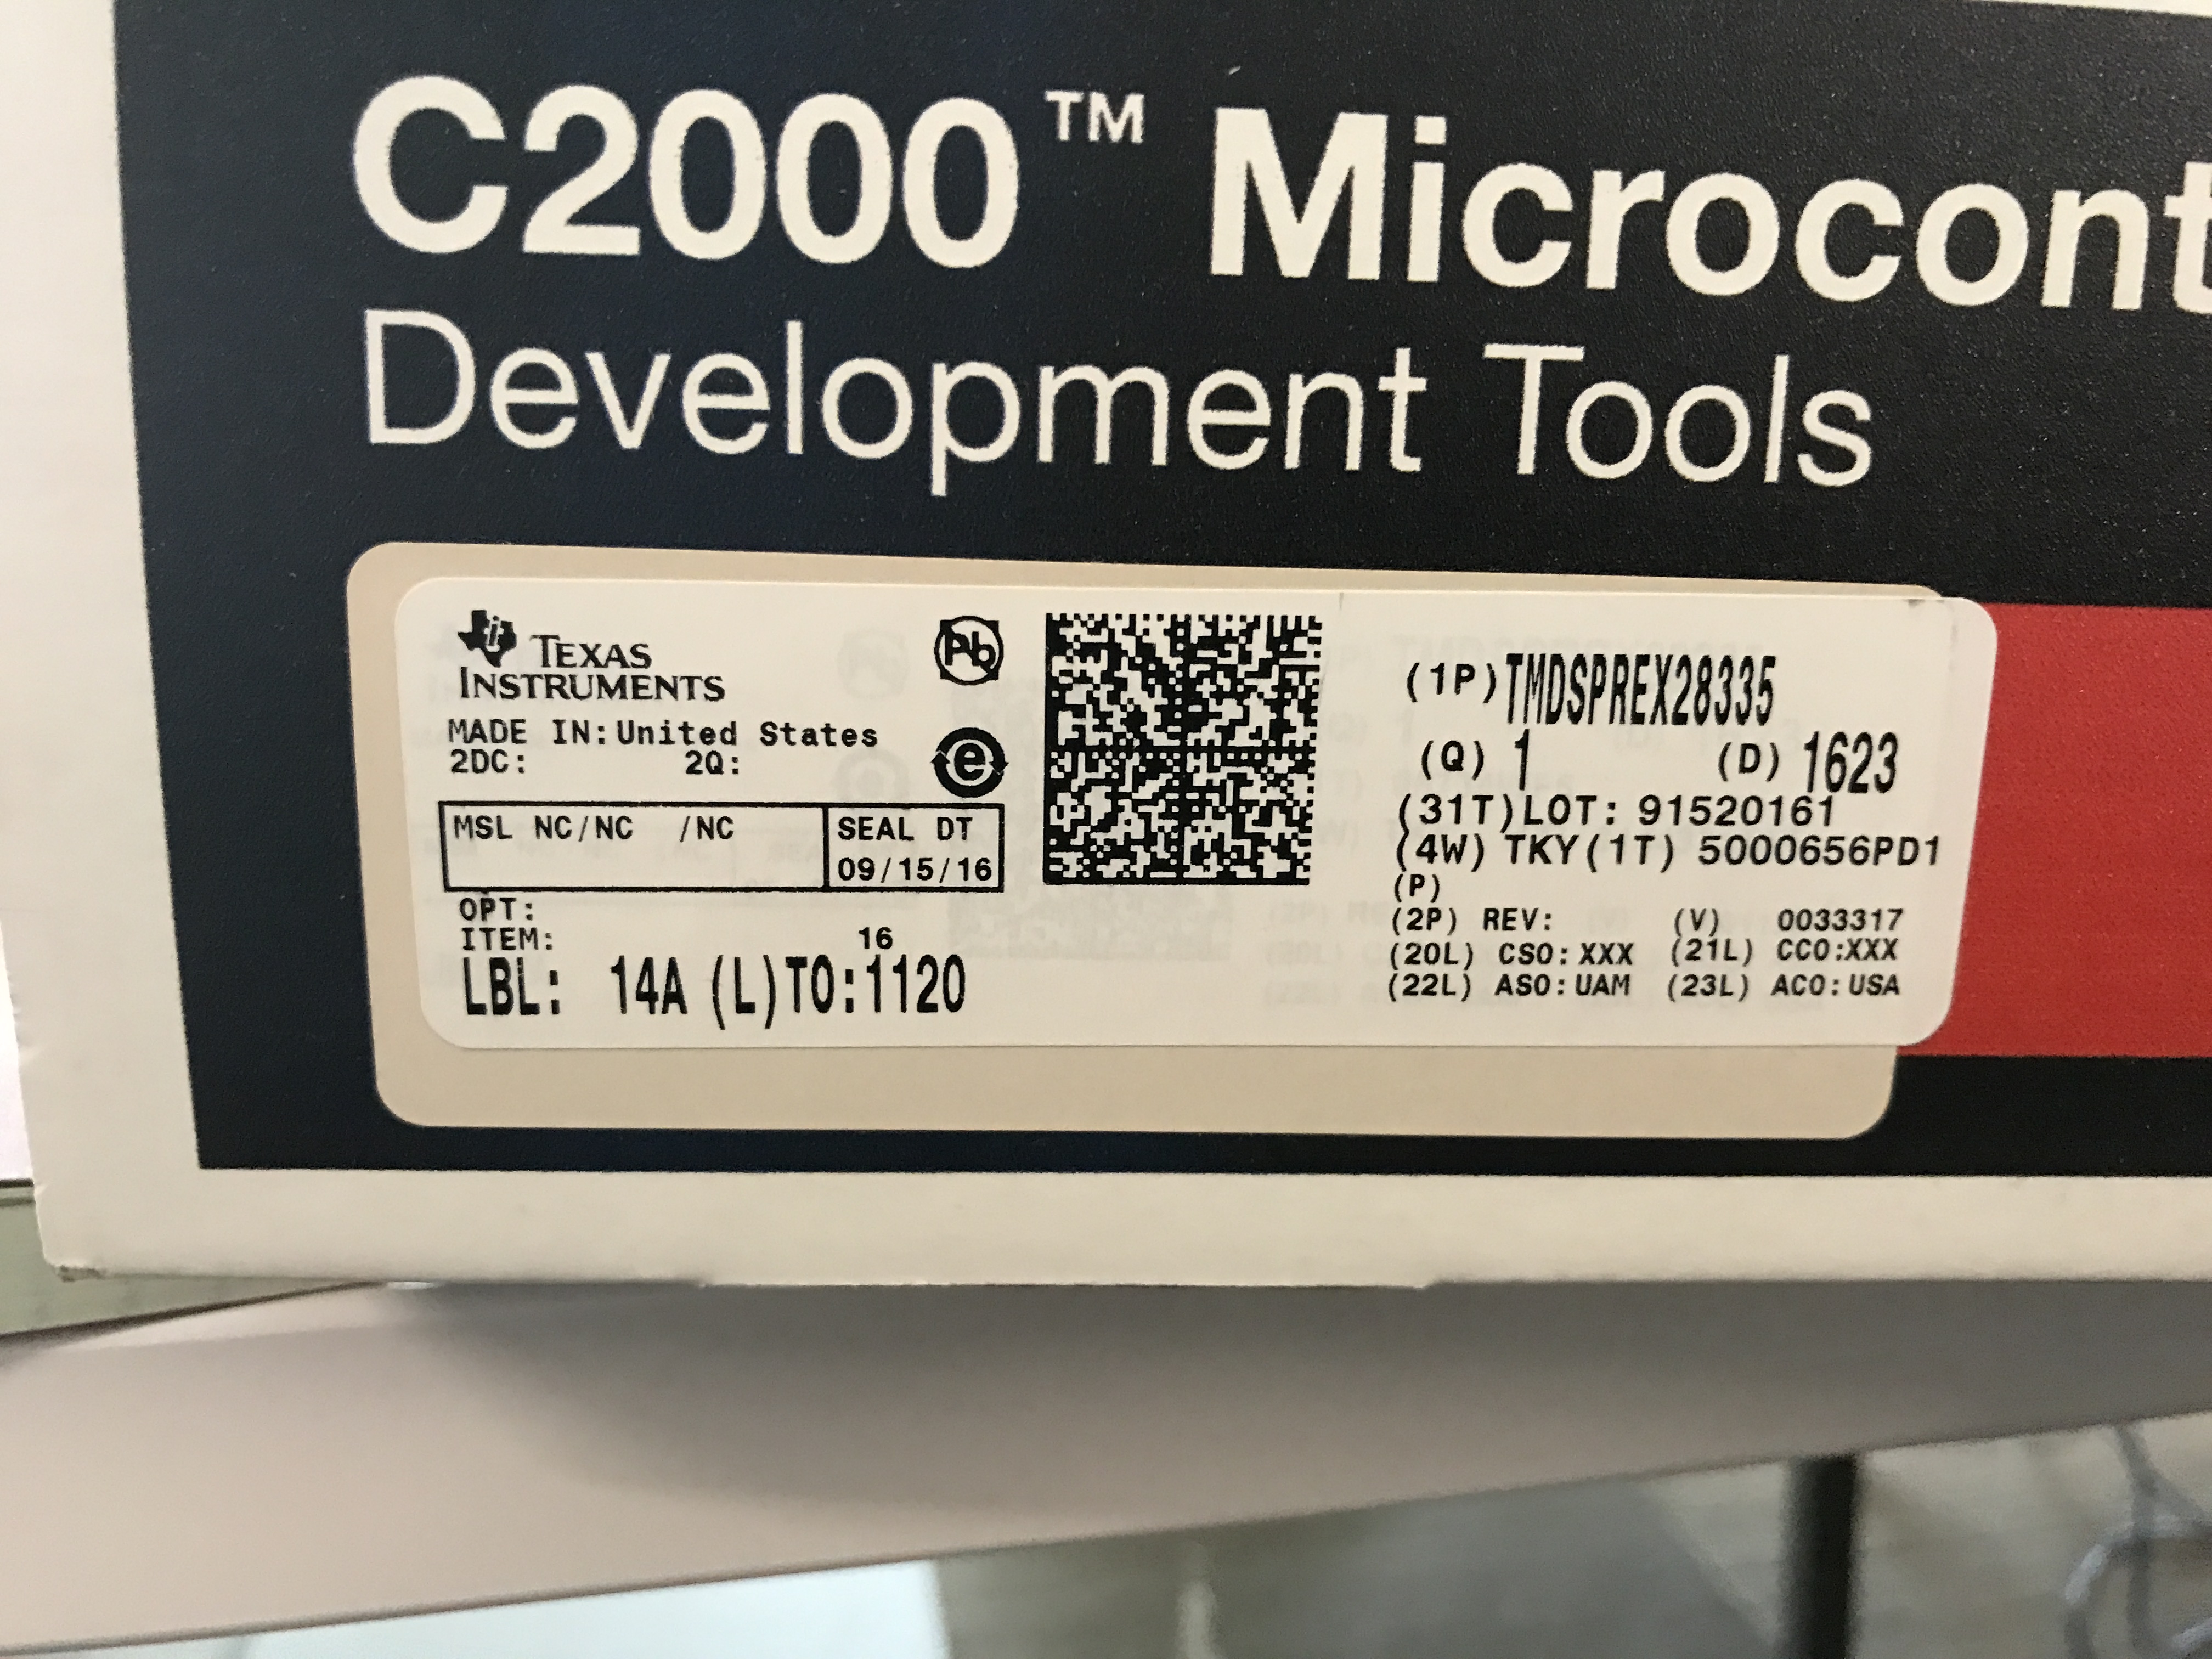 C2000™ Microcont
Development Tools
TEXAS
INSTRUMENTS
Pb
e
MADE IN: United States
2DC: 2Q:
MSL NC/NC /NC
SEAL DT
09/15/16
OPT:
ITEM: 16
LBL: 14A (L)TO:1120
(1P)TMDSPREX28335
(Q) 1 (D) 1623
(31T)LOT: 91520161
(4W) TKY(1T) 5000656PD1
(P)
(2P) REV: (V) 0033317
(20L) CSO:XXX (21L) CCO:XXX
(22L) ASO:UAM (23L) ACO:USA